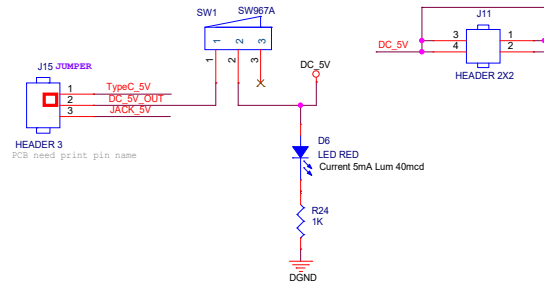 SW1 SW967A
1 2 3
J15 JUMPER
1 TypeC_5V
2 DC_5V_OUT
3 JACK_5V
HEADER 3
PCB need print pin name
DC_5V
D6
LED RED
Current 5mA Lum 40mcd
R24
1K
DGND
J11
DC_5V
3 1
4 2
HEADER 2X2